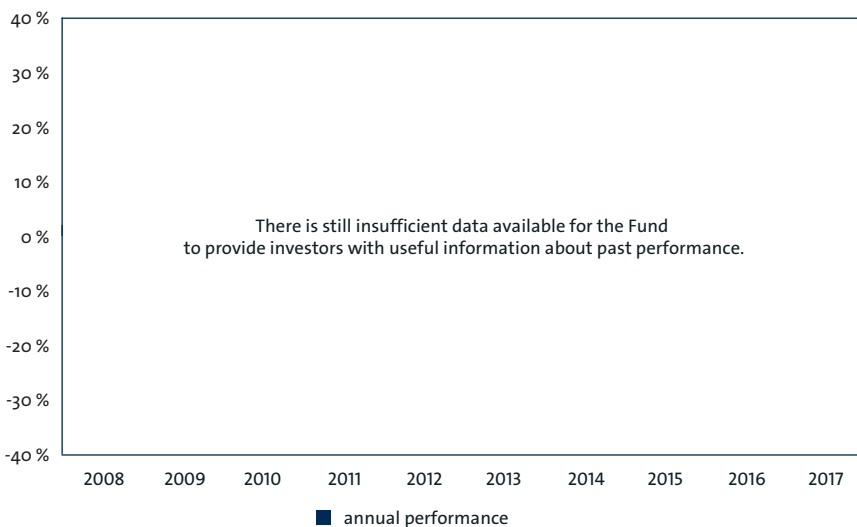 40 %
30 %
20 %
10 %
0 %
-10 %
-20 %
-30 %
-40 %
There is still insufficient data available for the Fund
to provide investors with useful information about past performance.
2008 2009 2010 2011 2012 2013 2014 2015 2016 2017
annual performance